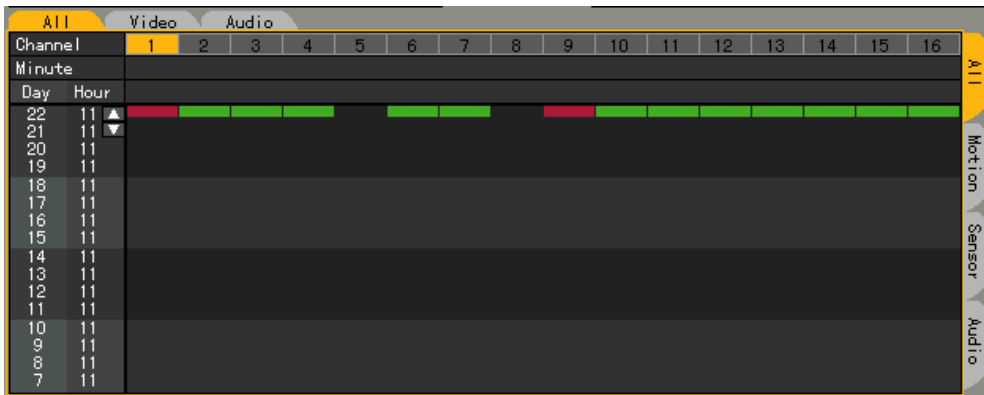 All Video Audio
Channel 1 2 3 4 5 6 7 8 9 10 11 12 13 14 15 16
Minute
Day Hour
22 11
21 11
20 11
19 11
18 11
17 11
16 11
15 11
14 11
13 11
12 11
11 11
10 11
9 11
8 11
7 11
All
Motion
Sensor
Audio